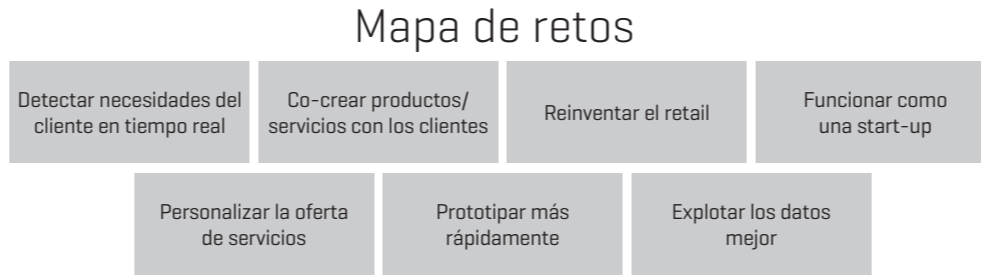 Mapa de retos
Detectar necesidades del
cliente en tiempo real
Co-crear productos/
servicios con los clientes
Reinventar el retail
Funcionar como
una start-up
Personalizar la oferta
de servicios
Prototipar más
rápidamente
Explotar los datos
mejor